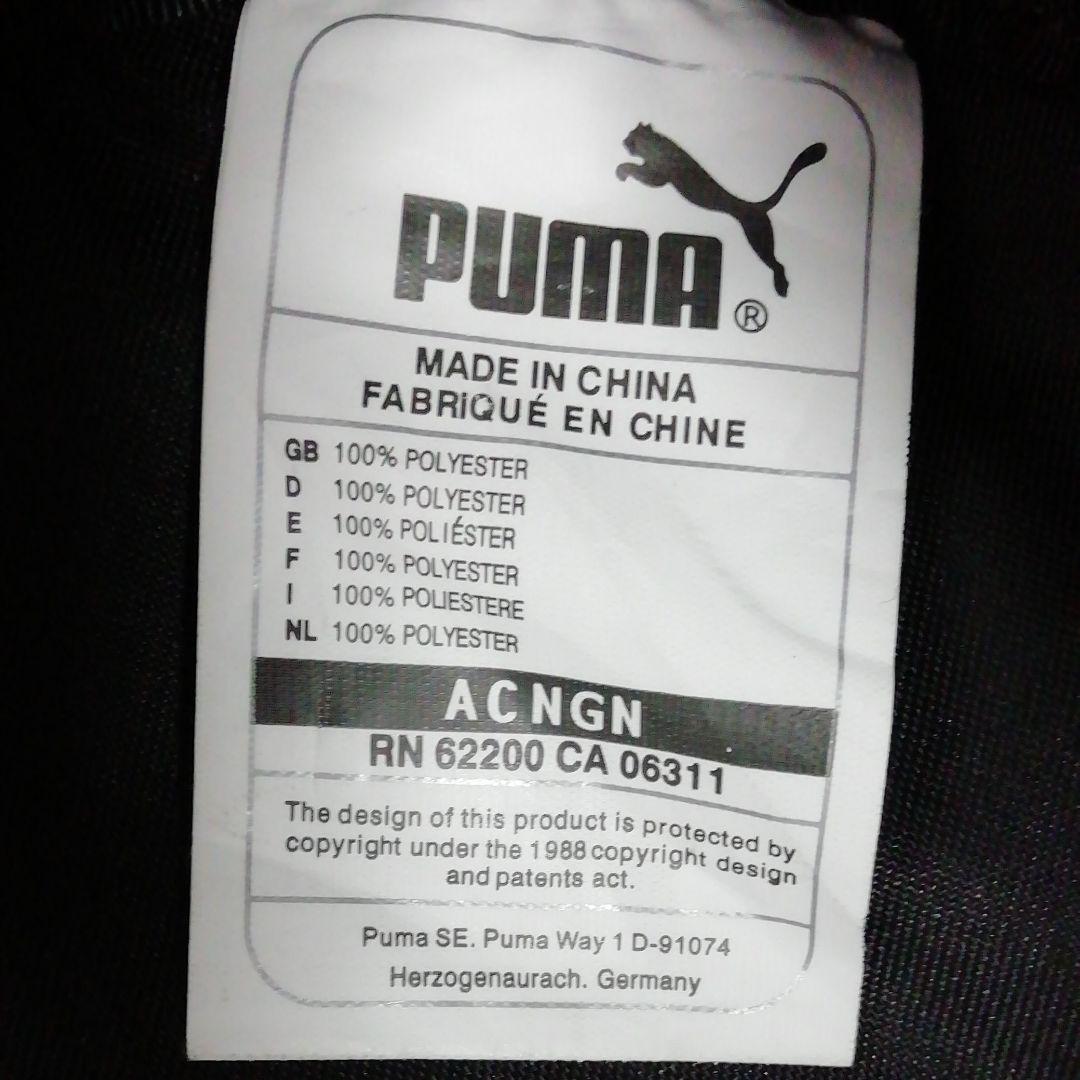 PUMA®
MADE IN CHINA
FABRiQUÉ EN CHINE
GB 100% POLYESTER
D 100% POLYESTER
E 100% POLIÉSTER
F 100% POLYESTER
I 100% POLIESTERE
NL 100% POLYESTER
ACNGN
RN 62200 CA 06311
The design of this product is protected by
copyright under the 1988 copyright design
and patents act.
Puma SE. Puma Way 1 D-91074
Herzogenaurach. Germany